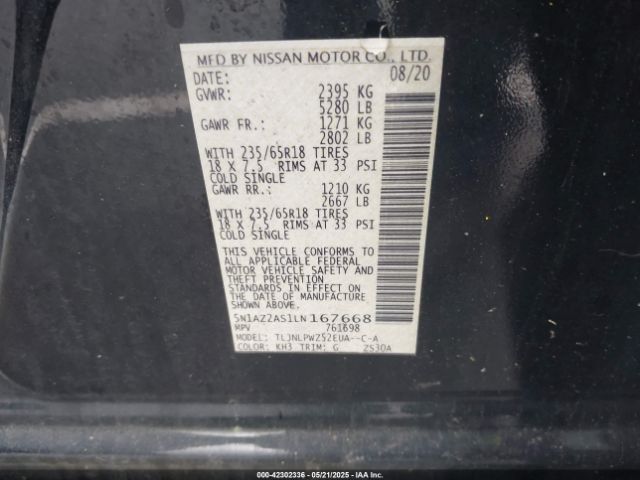 MFD BY NISSAN MOTOR CO., LTD.
DATE: 08/20
GVWR: 2395 KG
5280 LB
GAWR FR.: 1271 KG
2802 LB
WITH 235/65R18 TIRES
18 X 7.5 RIMS AT 33 PSI
COLD SINGLE
GAWR RR.: 1210 KG
2667 LB
WITH 235/65R18 TIRES
18 X 7.5 RIMS AT 33 PSI
COLD SINGLE
THIS VEHICLE CONFORMS TO
ALL APPLICABLE FEDERAL
MOTOR VEHICLE SAFETY AND
THEFT PREVENTION
STANDARDS IN EFFECT ON
THE DATE OF MANUFACTURE
SHOWN ABOVE.
5N1AZ2AS1LN167668
MPV 761698
MODEL: TLJNLPWZ52EUA--C-A
COLOR: KH3 TRIM: G ZS30A
000-42302336 - 05/21/2025 - IAA Inc.